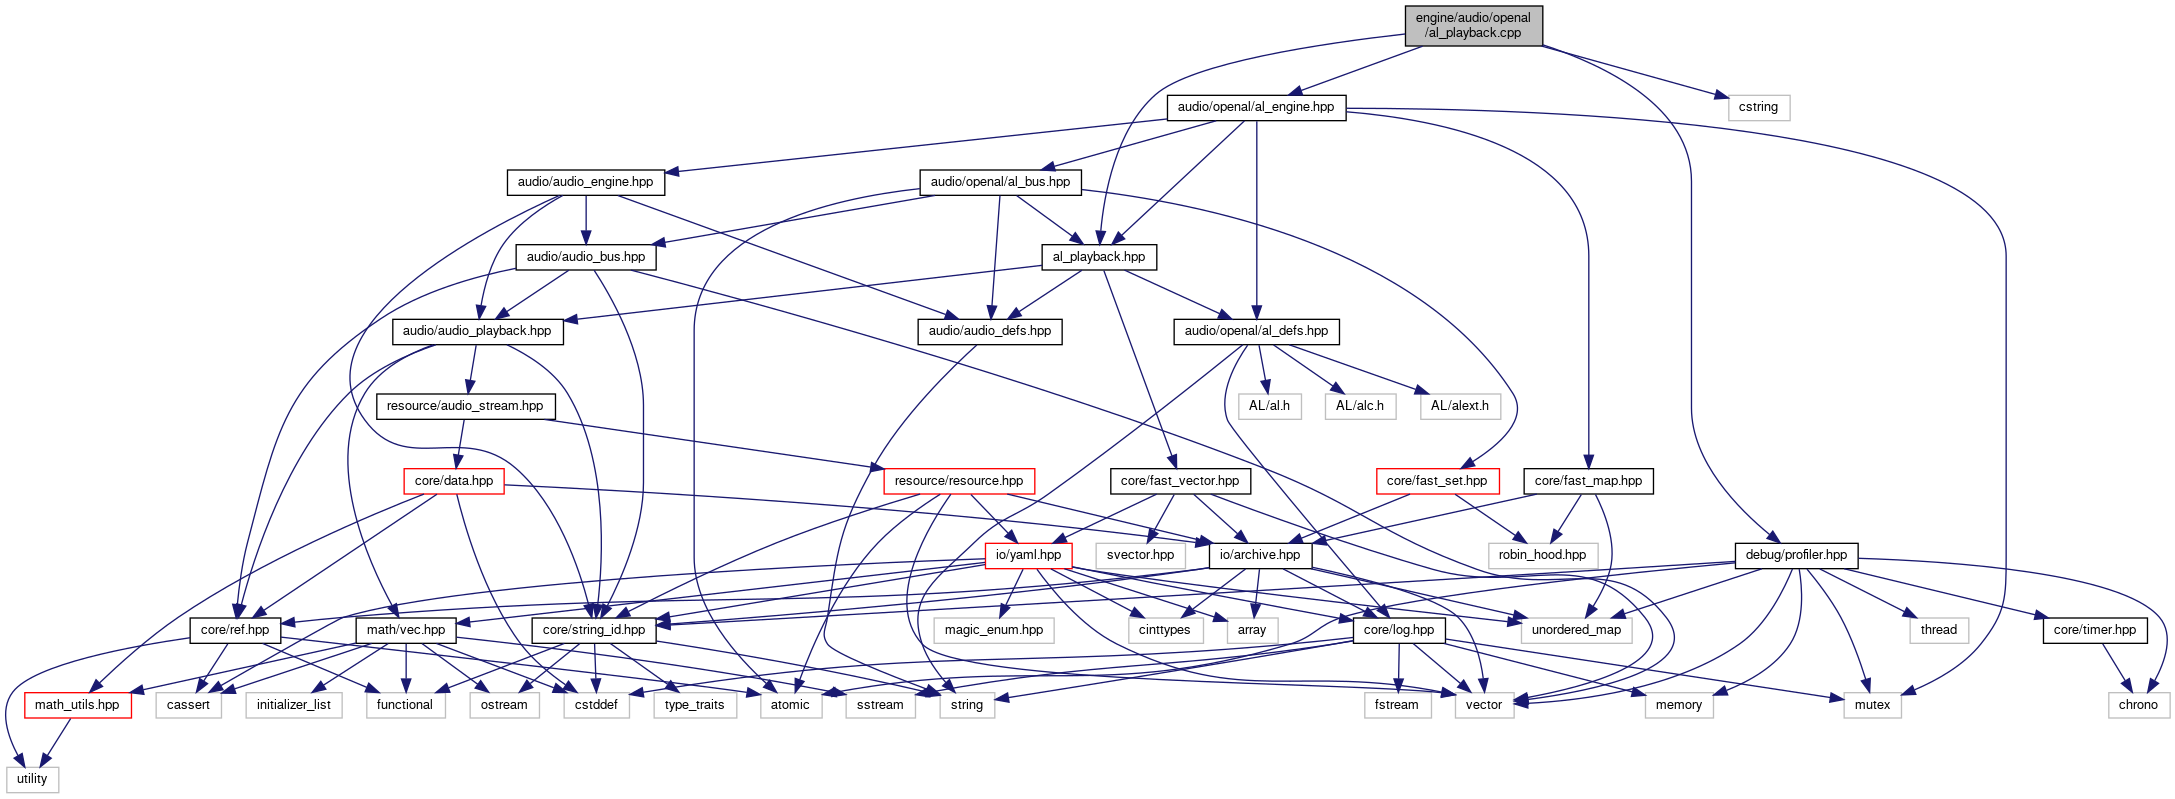 engine/audio/openal
/al_playback.cpp
audio/openal/al_engine.hpp
cstring
audio/audio_engine.hpp
audio/openal/al_bus.hpp
audio/audio_bus.hpp
al_playback.hpp
audio/audio_playback.hpp
audio/audio_defs.hpp
audio/openal/al_defs.hpp
resource/audio_stream.hpp
AL/al.h
AL/alc.h
AL/alext.h
core/data.hpp
resource/resource.hpp
core/fast_vector.hpp
core/fast_set.hpp
core/fast_map.hpp
io/yaml.hpp
svector.hpp
io/archive.hpp
robin_hood.hpp
debug/profiler.hpp
core/ref.hpp
math/vec.hpp
core/string_id.hpp
magic_enum.hpp
cinttypes
array
core/log.hpp
unordered_map
thread
core/timer.hpp
math_utils.hpp
cassert
initializer_list
functional
ostream
cstddef
type_traits
atomic
sstream
string
fstream
vector
memory
mutex
chrono
utility